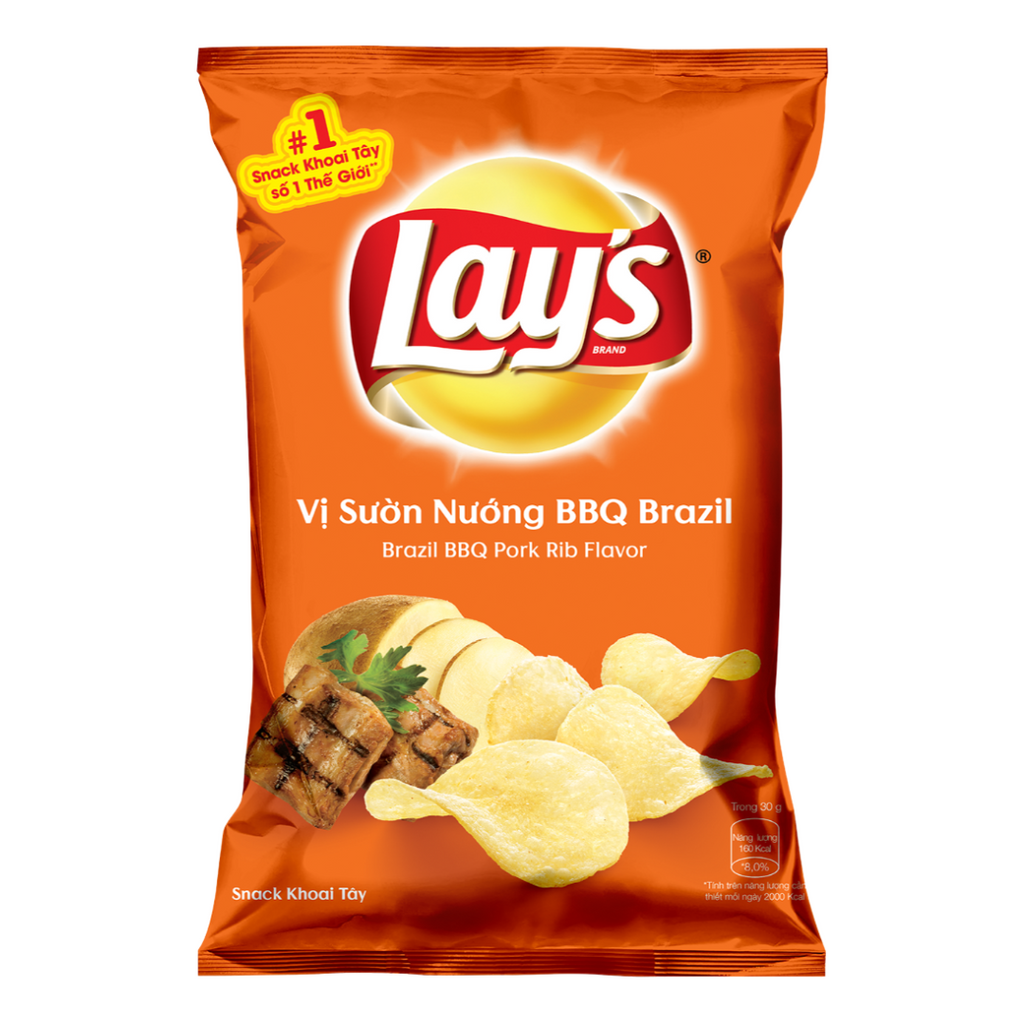 #1
Snack Khoai Tây
số 1 Thế Giới**
Lay's
BRAND
®
Vị Sườn Nướng BBQ Brazil
Brazil BBQ Pork Rib Flavor
Trong 30 g
Năng lượng
160 Kcal
*8,0%
*Tính trên năng lượng cần
thiết mỗi ngày 2000 Kcal
Snack Khoai Tây